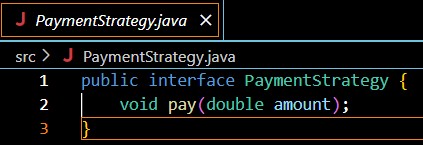 J PaymentStrategy.java ×
src > J PaymentStrategy.java
1 public interface PaymentStrategy {
2     void pay(double amount);
3 }